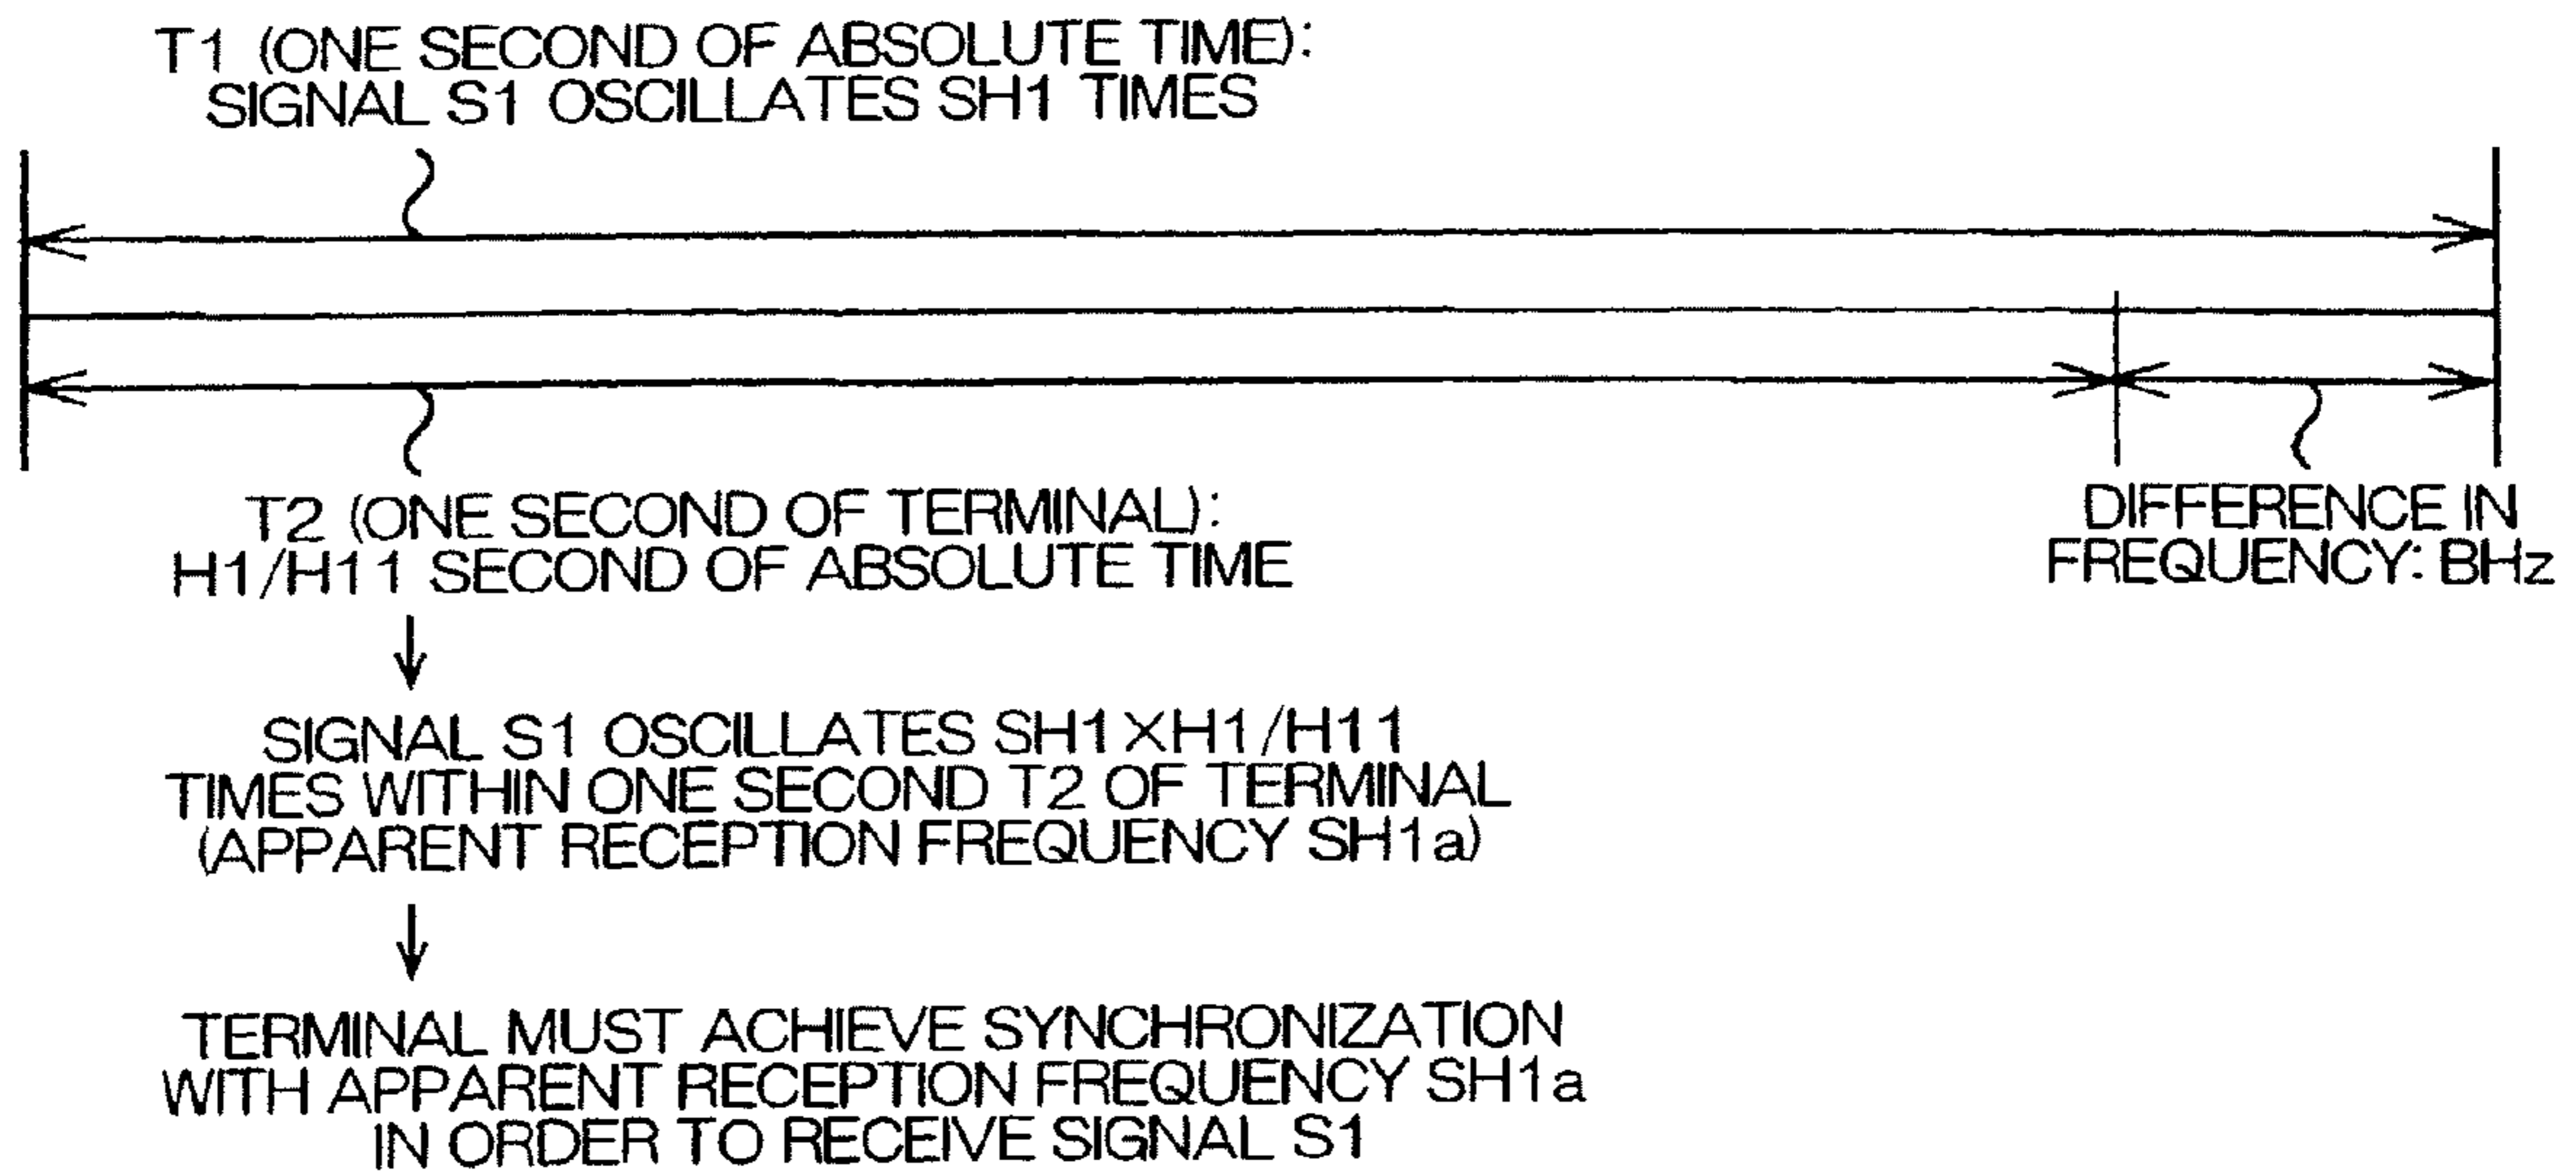 T1 (ONE SECOND OF ABSOLUTE TIME):
SIGNAL S1 OSCILLATES SH1 TIMES
T2 (ONE SECOND OF TERMINAL):
H1/H11 SECOND OF ABSOLUTE TIME
DIFFERENCE IN
FREQUENCY: BHz
SIGNAL S1 OSCILLATES SH1×H1/H11
TIMES WITHIN ONE SECOND T2 OF TERMINAL
(APPARENT RECEPTION FREQUENCY SH1a)
TERMINAL MUST ACHIEVE SYNCHRONIZATION
WITH APPARENT RECEPTION FREQUENCY SH1a
IN ORDER TO RECEIVE SIGNAL S1